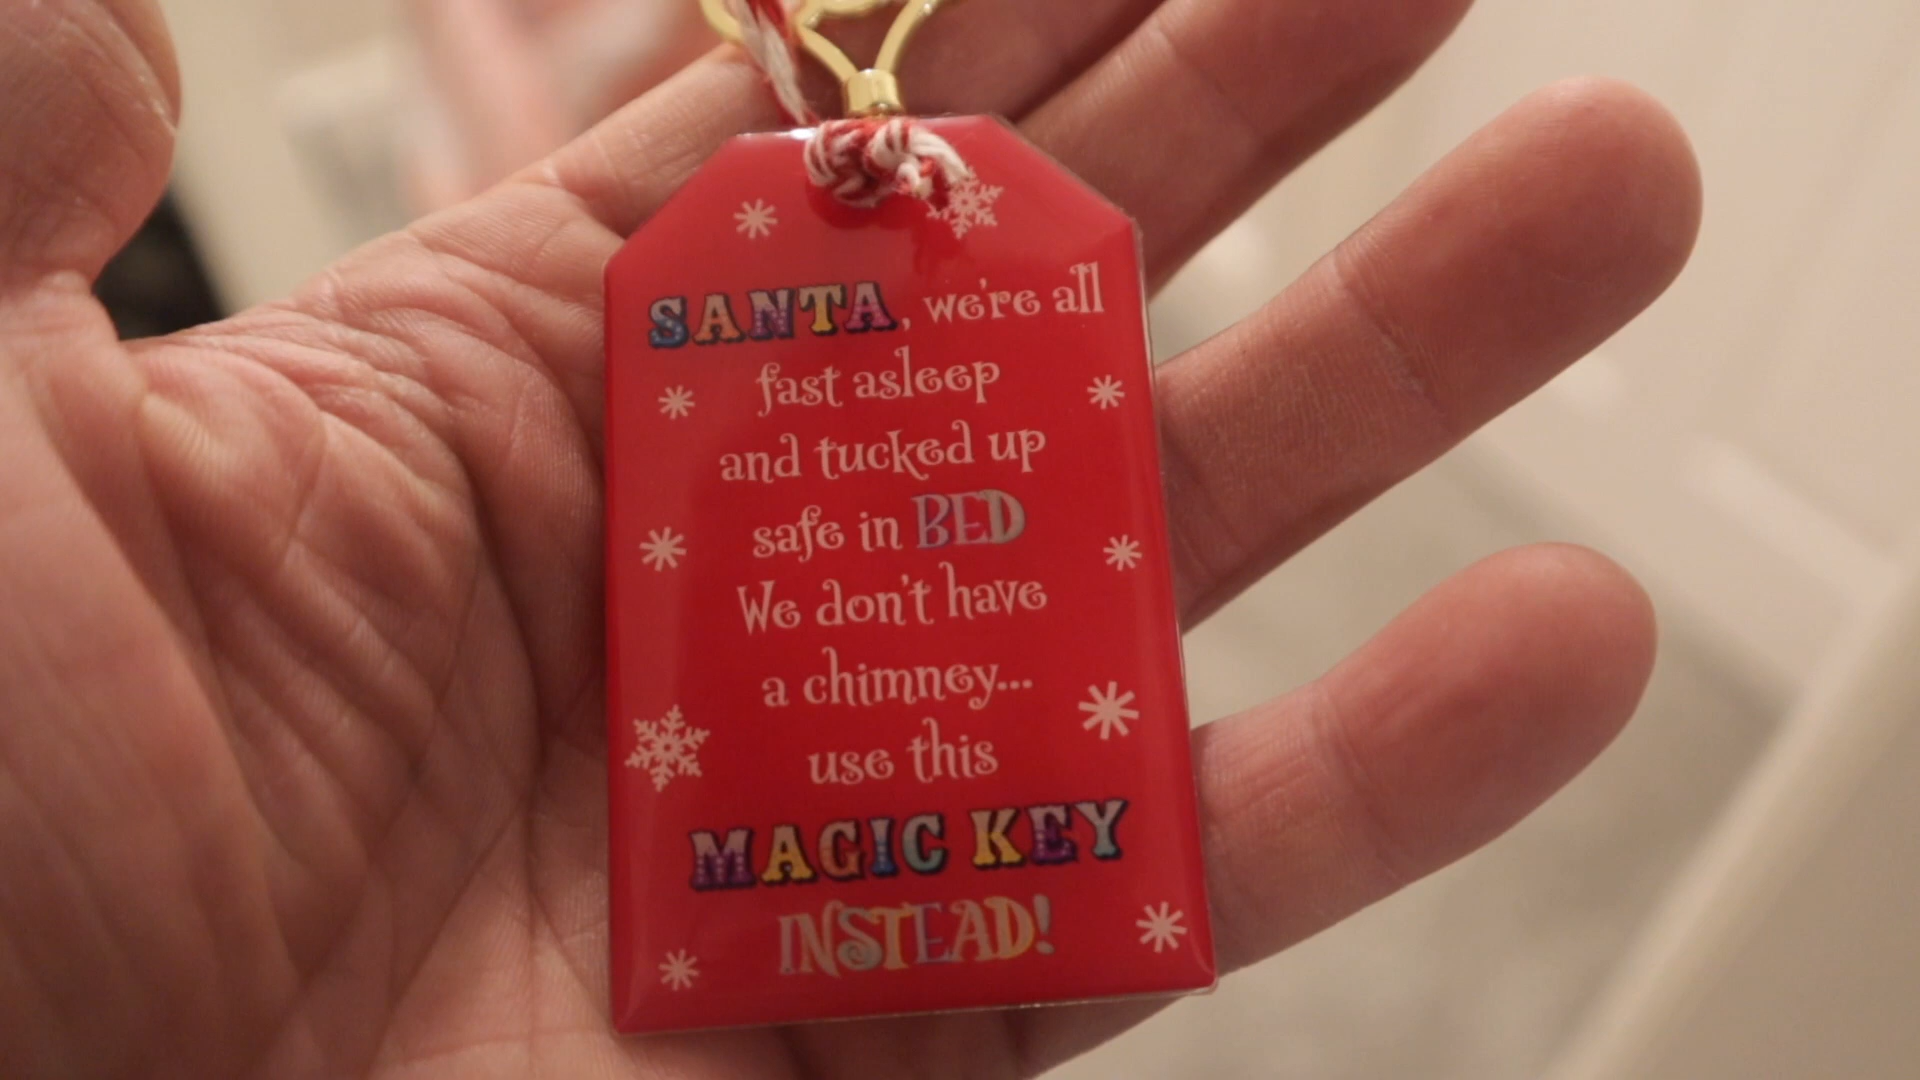 SANTA, we're all
fast asleep
and tucked up
safe in BED
We don't have
a chimney...
use this
MAGIC KEY
INSTEAD!